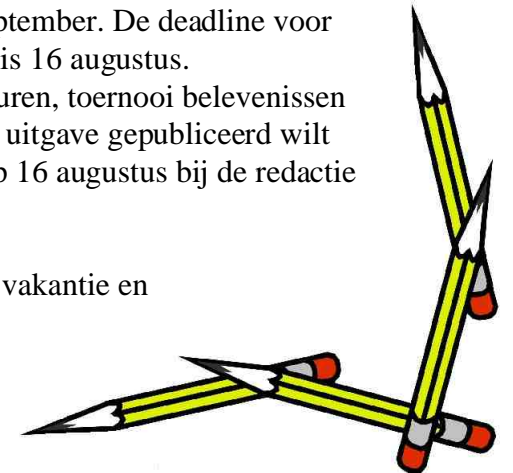 ptember. De deadline voor
is 16 augustus.
uren, toernooi belevenissen
uitgave gepubliceerd wilt
16 augustus bij de redactie
vakantie en